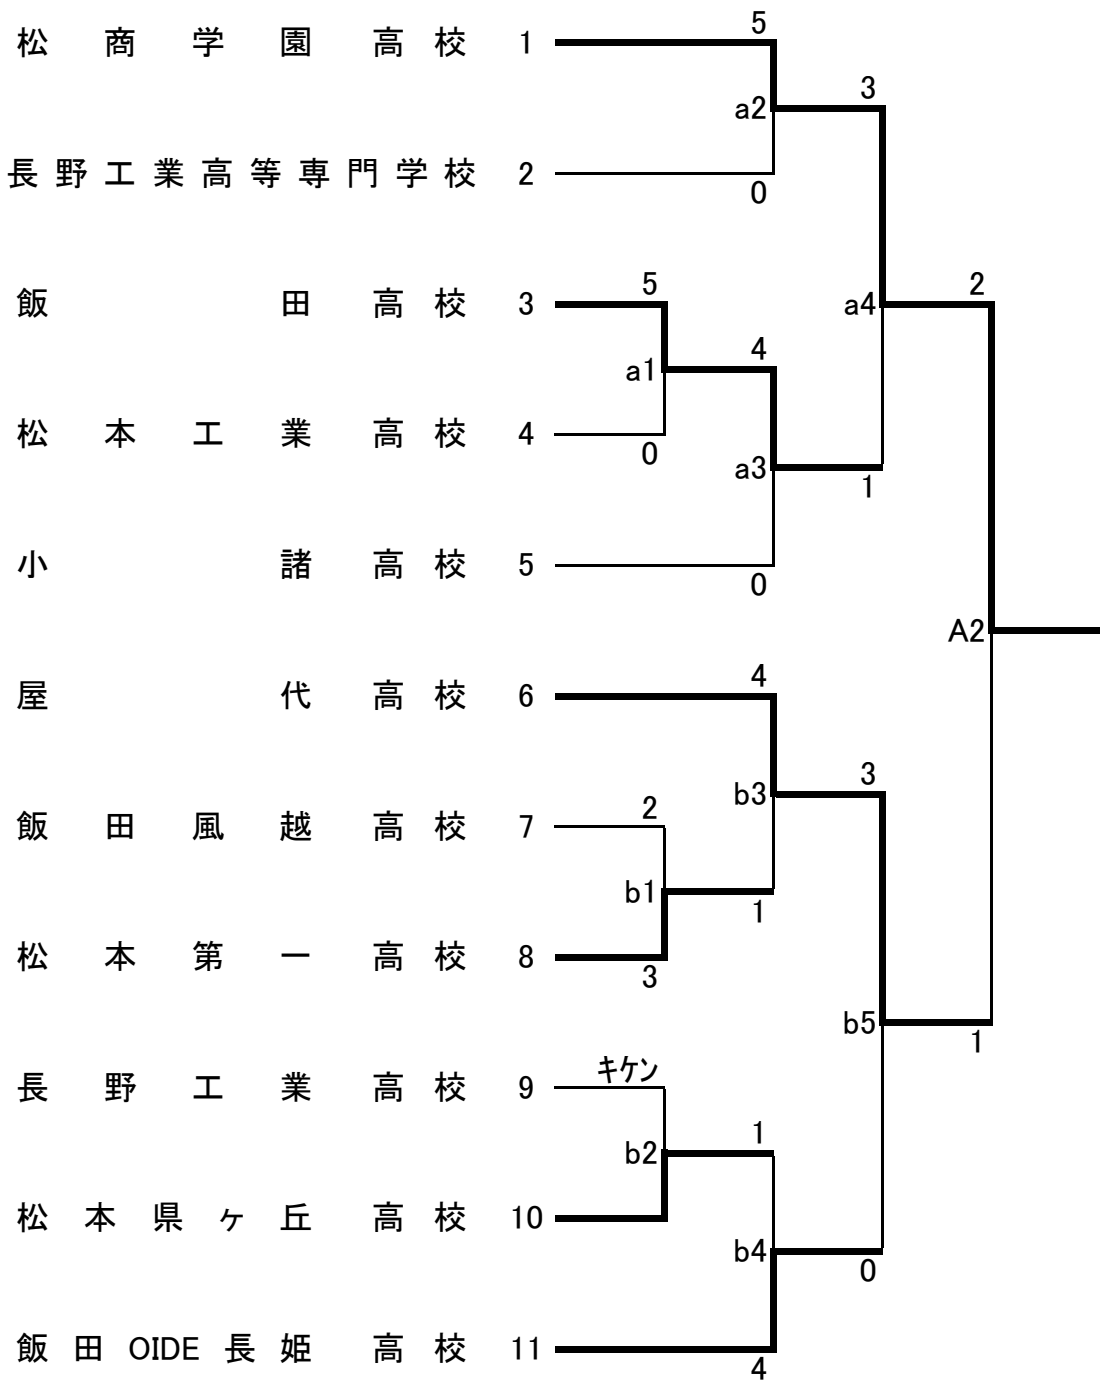 5
松商学園高校 1
3
a2
長野工業高等専門学校 2
0
5
2
飯田高校 3
a4
4
a1
松本工業高校 4
0
a3
1
小諸高校 5
0
A2
4
屋代高校 6
3
b3
2
飯田風越高校 7
b1
1
松本第一高校 8
3
b5
1
キケン
長野工業高校 9
1
b2
松本県ヶ丘高校 10
b4
0
飯田OIDE長姫高校 11
4